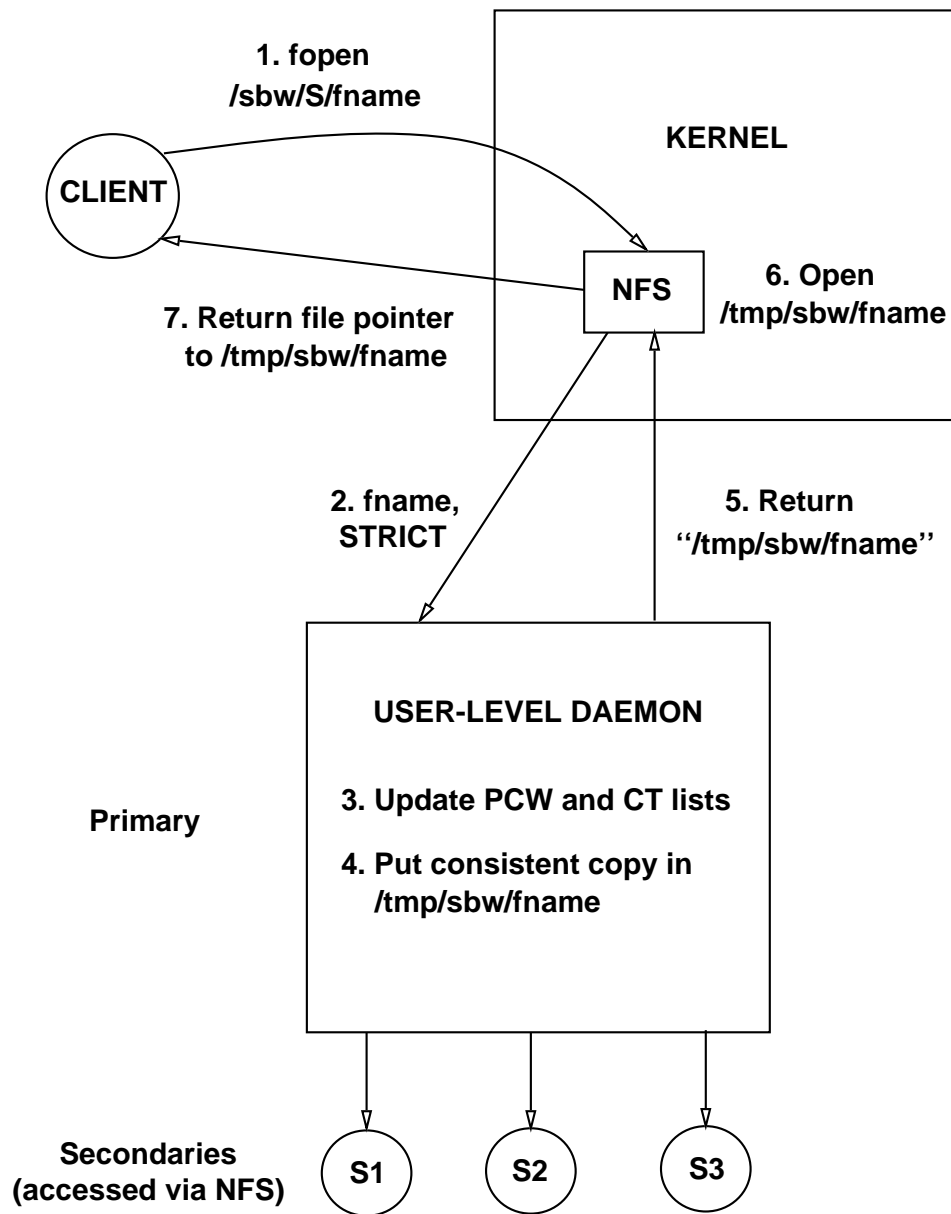 1. fopen
/sbw/S/fname
KERNEL
CLIENT
NFS
6. Open
/tmp/sbw/fname
7. Return file pointer
to /tmp/sbw/fname
2. fname,
STRICT
5. Return
‘‘/tmp/sbw/fname’’
USER-LEVEL DAEMON
3. Update PCW and CT lists
4. Put consistent copy in
/tmp/sbw/fname
Primary
Secondaries
(accessed via NFS)
S1
S2
S3